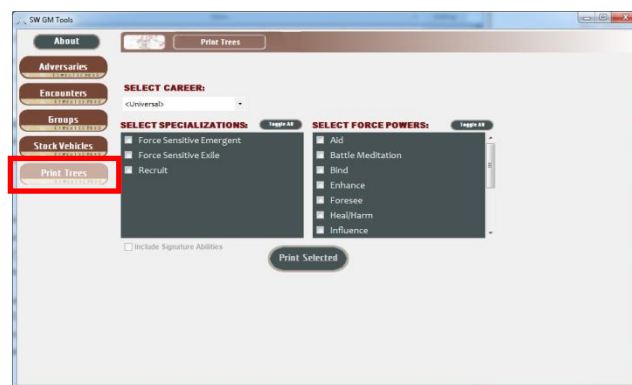 SW GM Tools
About
Print Trees
Adversaries
Encounters
Groups
Stock Vehicles
Print Trees
SELECT CAREER:
<Universal>
SELECT SPECIALIZATIONS: Toggle All
Force Sensitive Emergent
Force Sensitive Exile
Recruit
Include Signature Abilities
SELECT FORCE POWERS: Toggle All
Aid
Battle Meditation
Bind
Enhance
Foresee
Heal/Harm
Influence
Print Selected